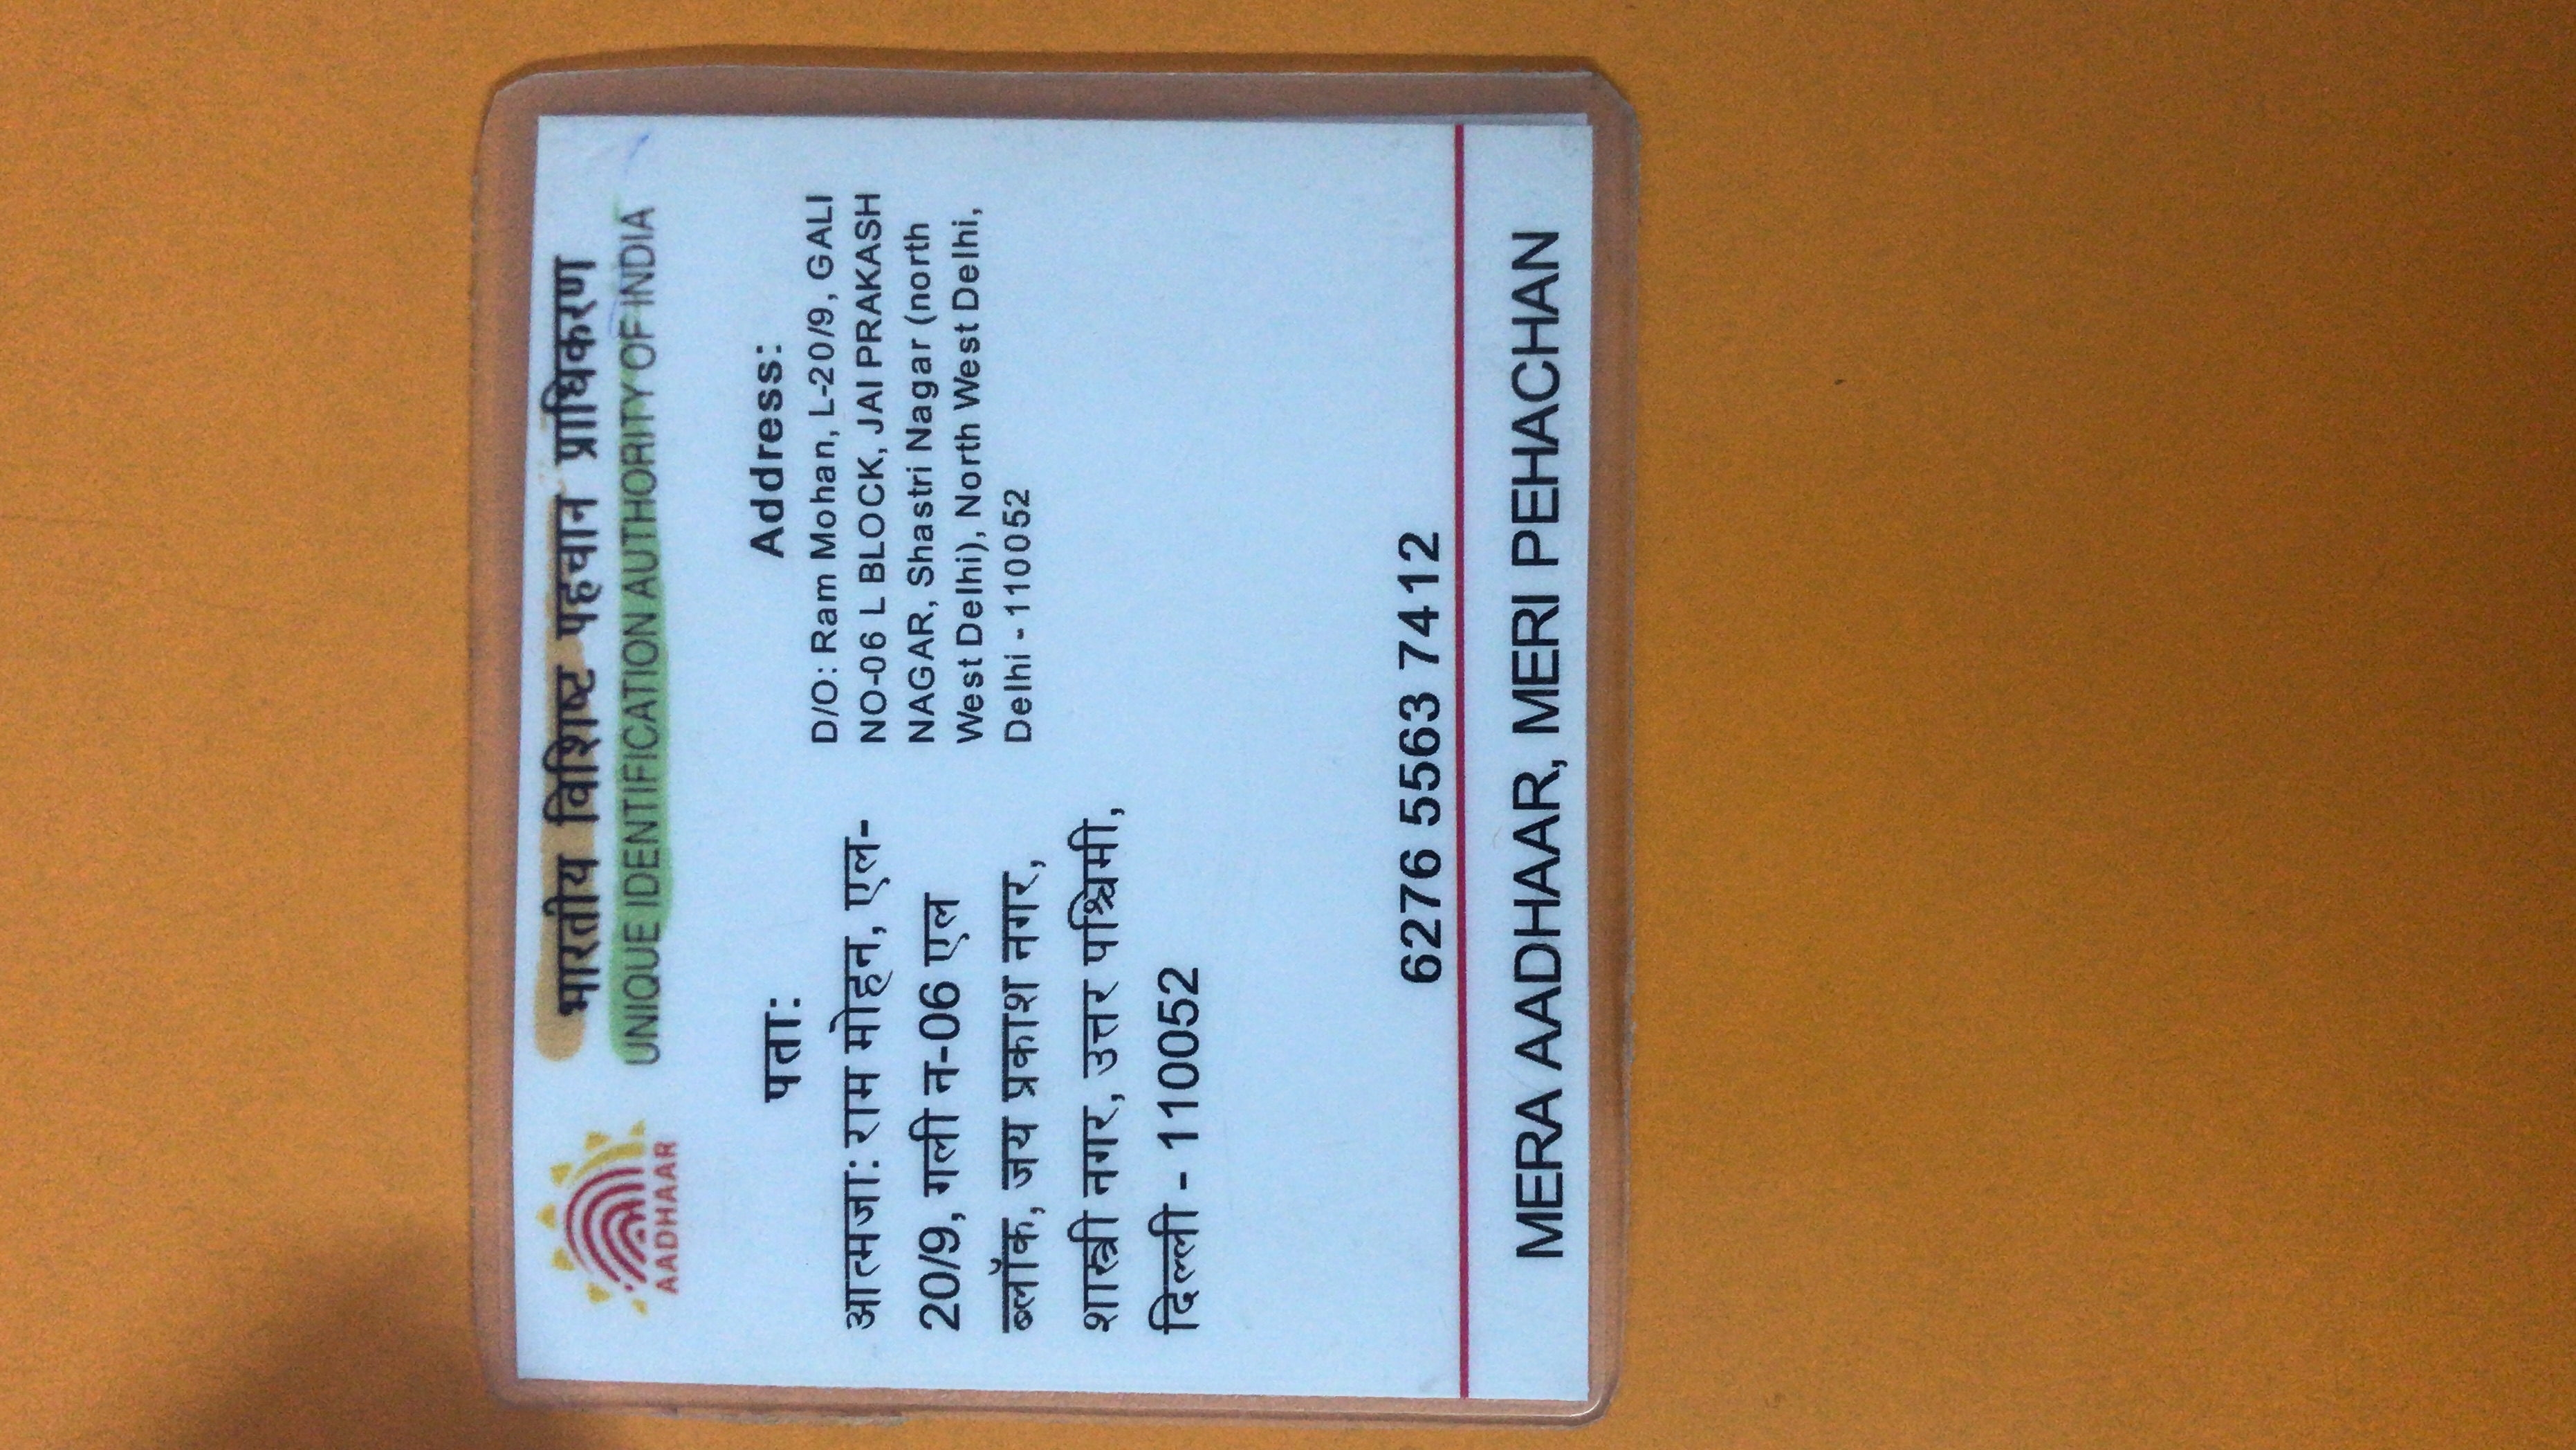 भारतीय विशिष्ट पहचान प्राधिकरण
UNIQUE IDENTIFICATION AUTHORITY OF INDIA
AADHAAR
पता:
आत्मजा: राम मोहन, एल-
20/9, गली न-06 एल
ब्लॉक, जय प्रकाश नगर,
शास्त्री नगर, उत्तर पश्चिमी,
दिल्ली - 110052
Address:
D/O: Ram Mohan, L-20/9, GALI
NO-06 L BLOCK, JAI PRAKASH
NAGAR, Shastri Nagar (north
West Delhi), North West Delhi,
Delhi - 110052
6276 5563 7412
MERA AADHAAR, MERI PEHACHAN